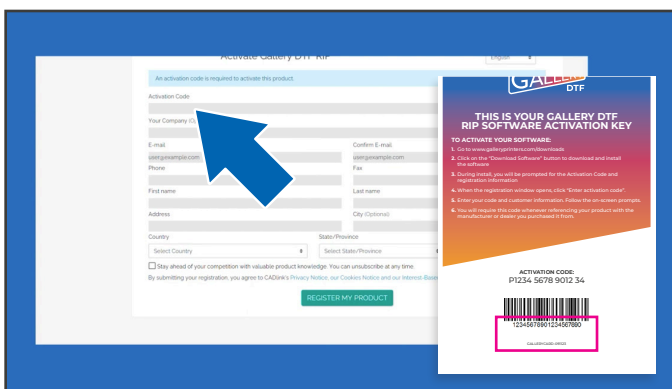 Activate Gallery DTF RIP
English
An activation code is required to activate this product.
Activation Code
Your Company
E-mail
Confirm E-mail
user@example.com
user@example.com
Phone
Fax
First name
Last name
Address
City (Optional)
Country
State/Province
Select Country
Select State/Province
Stay ahead of your competition with valuable product knowledge. You can unsubscribe at any time.
By submitting your registration, you agree to CADlink's Privacy Notice, our Cookies Notice and our Interest-Based
REGISTER MY PRODUCT
GALLERY
DTF
THIS IS YOUR GALLERY DTF
RIP SOFTWARE ACTIVATION KEY
TO ACTIVATE YOUR SOFTWARE:
1. Go to www.galleryprinters.com/downloads
2. Click on the "Download Software" button to download and install
the software
3. During install, you will be prompted for the Activation Code and
registration information
4. When the registration window opens, click "Enter activation code".
5. Enter your code and customer information. Follow the on-screen prompts.
6. You will require this code whenever referencing your product with the
manufacturer or dealer you purchased it from.
ACTIVATION CODE:
P1234 5678 9012 34
12345678901234567890